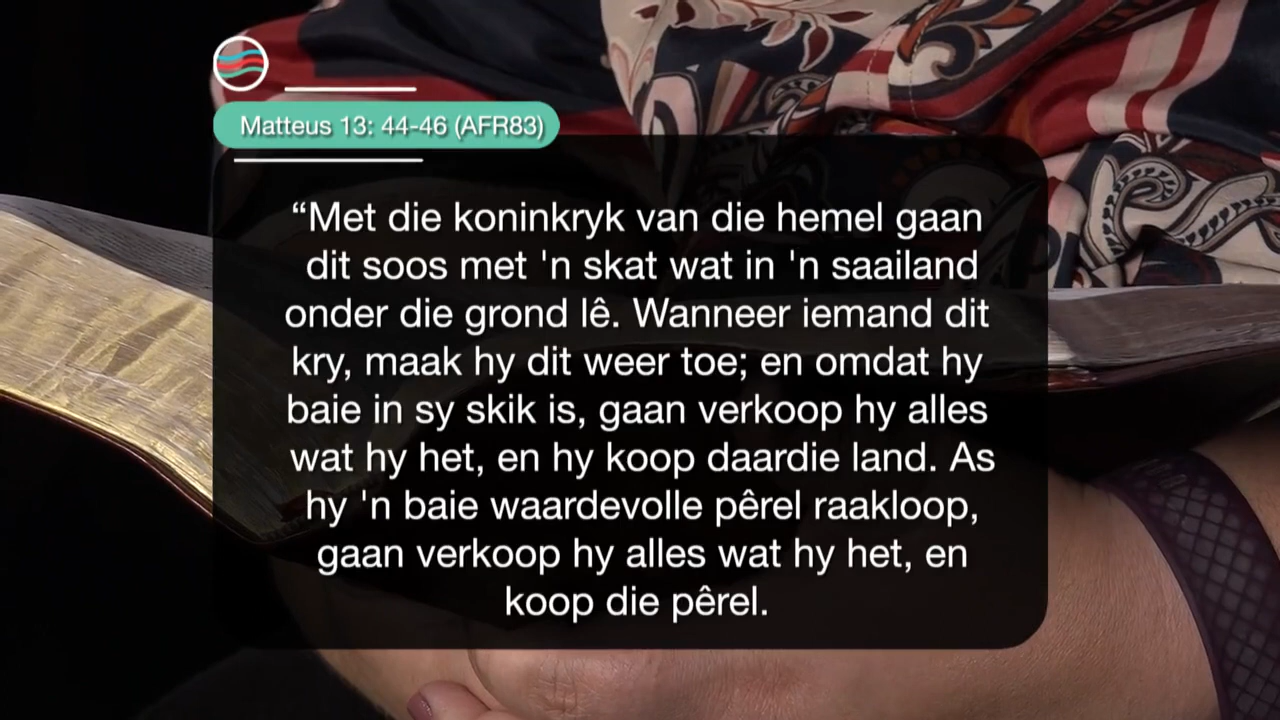 Matteus 13: 44-46 (AFR83)
“Met die koninkryk van die hemel gaan
dit soos met 'n skat wat in 'n saailand
onder die grond lê. Wanneer iemand dit
kry, maak hy dit weer toe; en omdat hy
baie in sy skik is, gaan verkoop hy alles
wat hy het, en hy koop daardie land. As
hy 'n baie waardevolle pêrel raakloop,
gaan verkoop hy alles wat hy het, en
koop die pêrel.